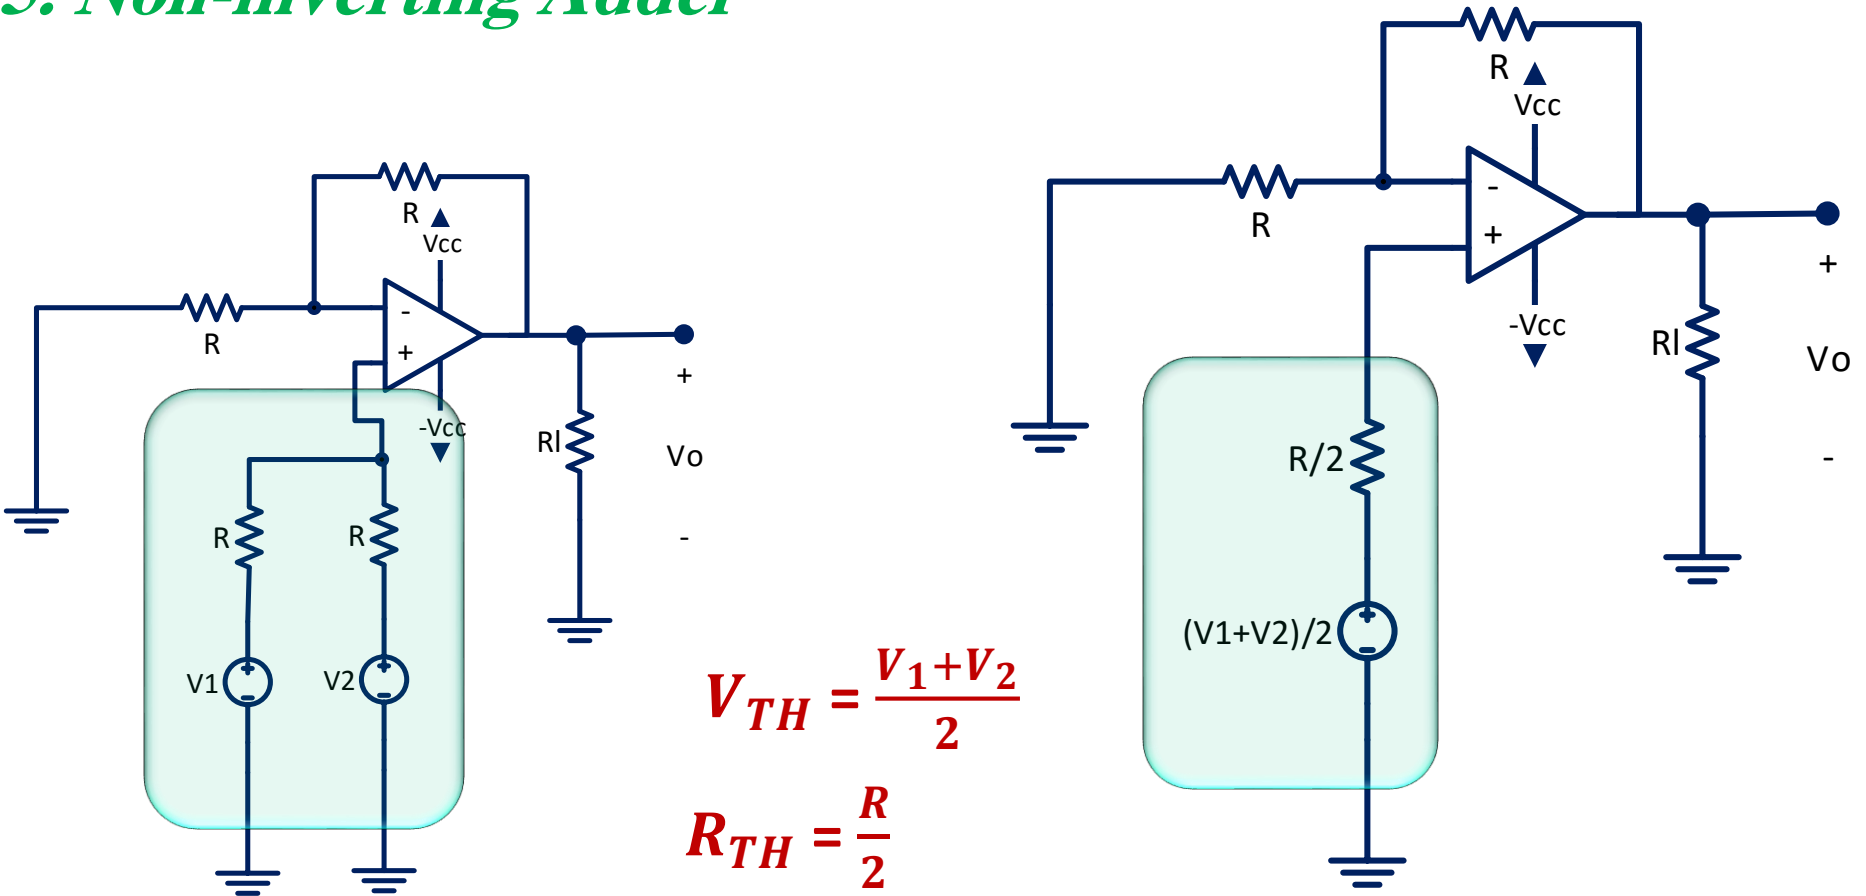 3. Non-inverting Adder
R
Vcc
R
-
+
-Vcc
Rl
+
Vo
-
R
R
V1
V2
V_TH = (V_1+V_2)/2
R_TH = R/2
R
Vcc
R
-
+
-Vcc
Rl
+
Vo
-
R/2
(V1+V2)/2